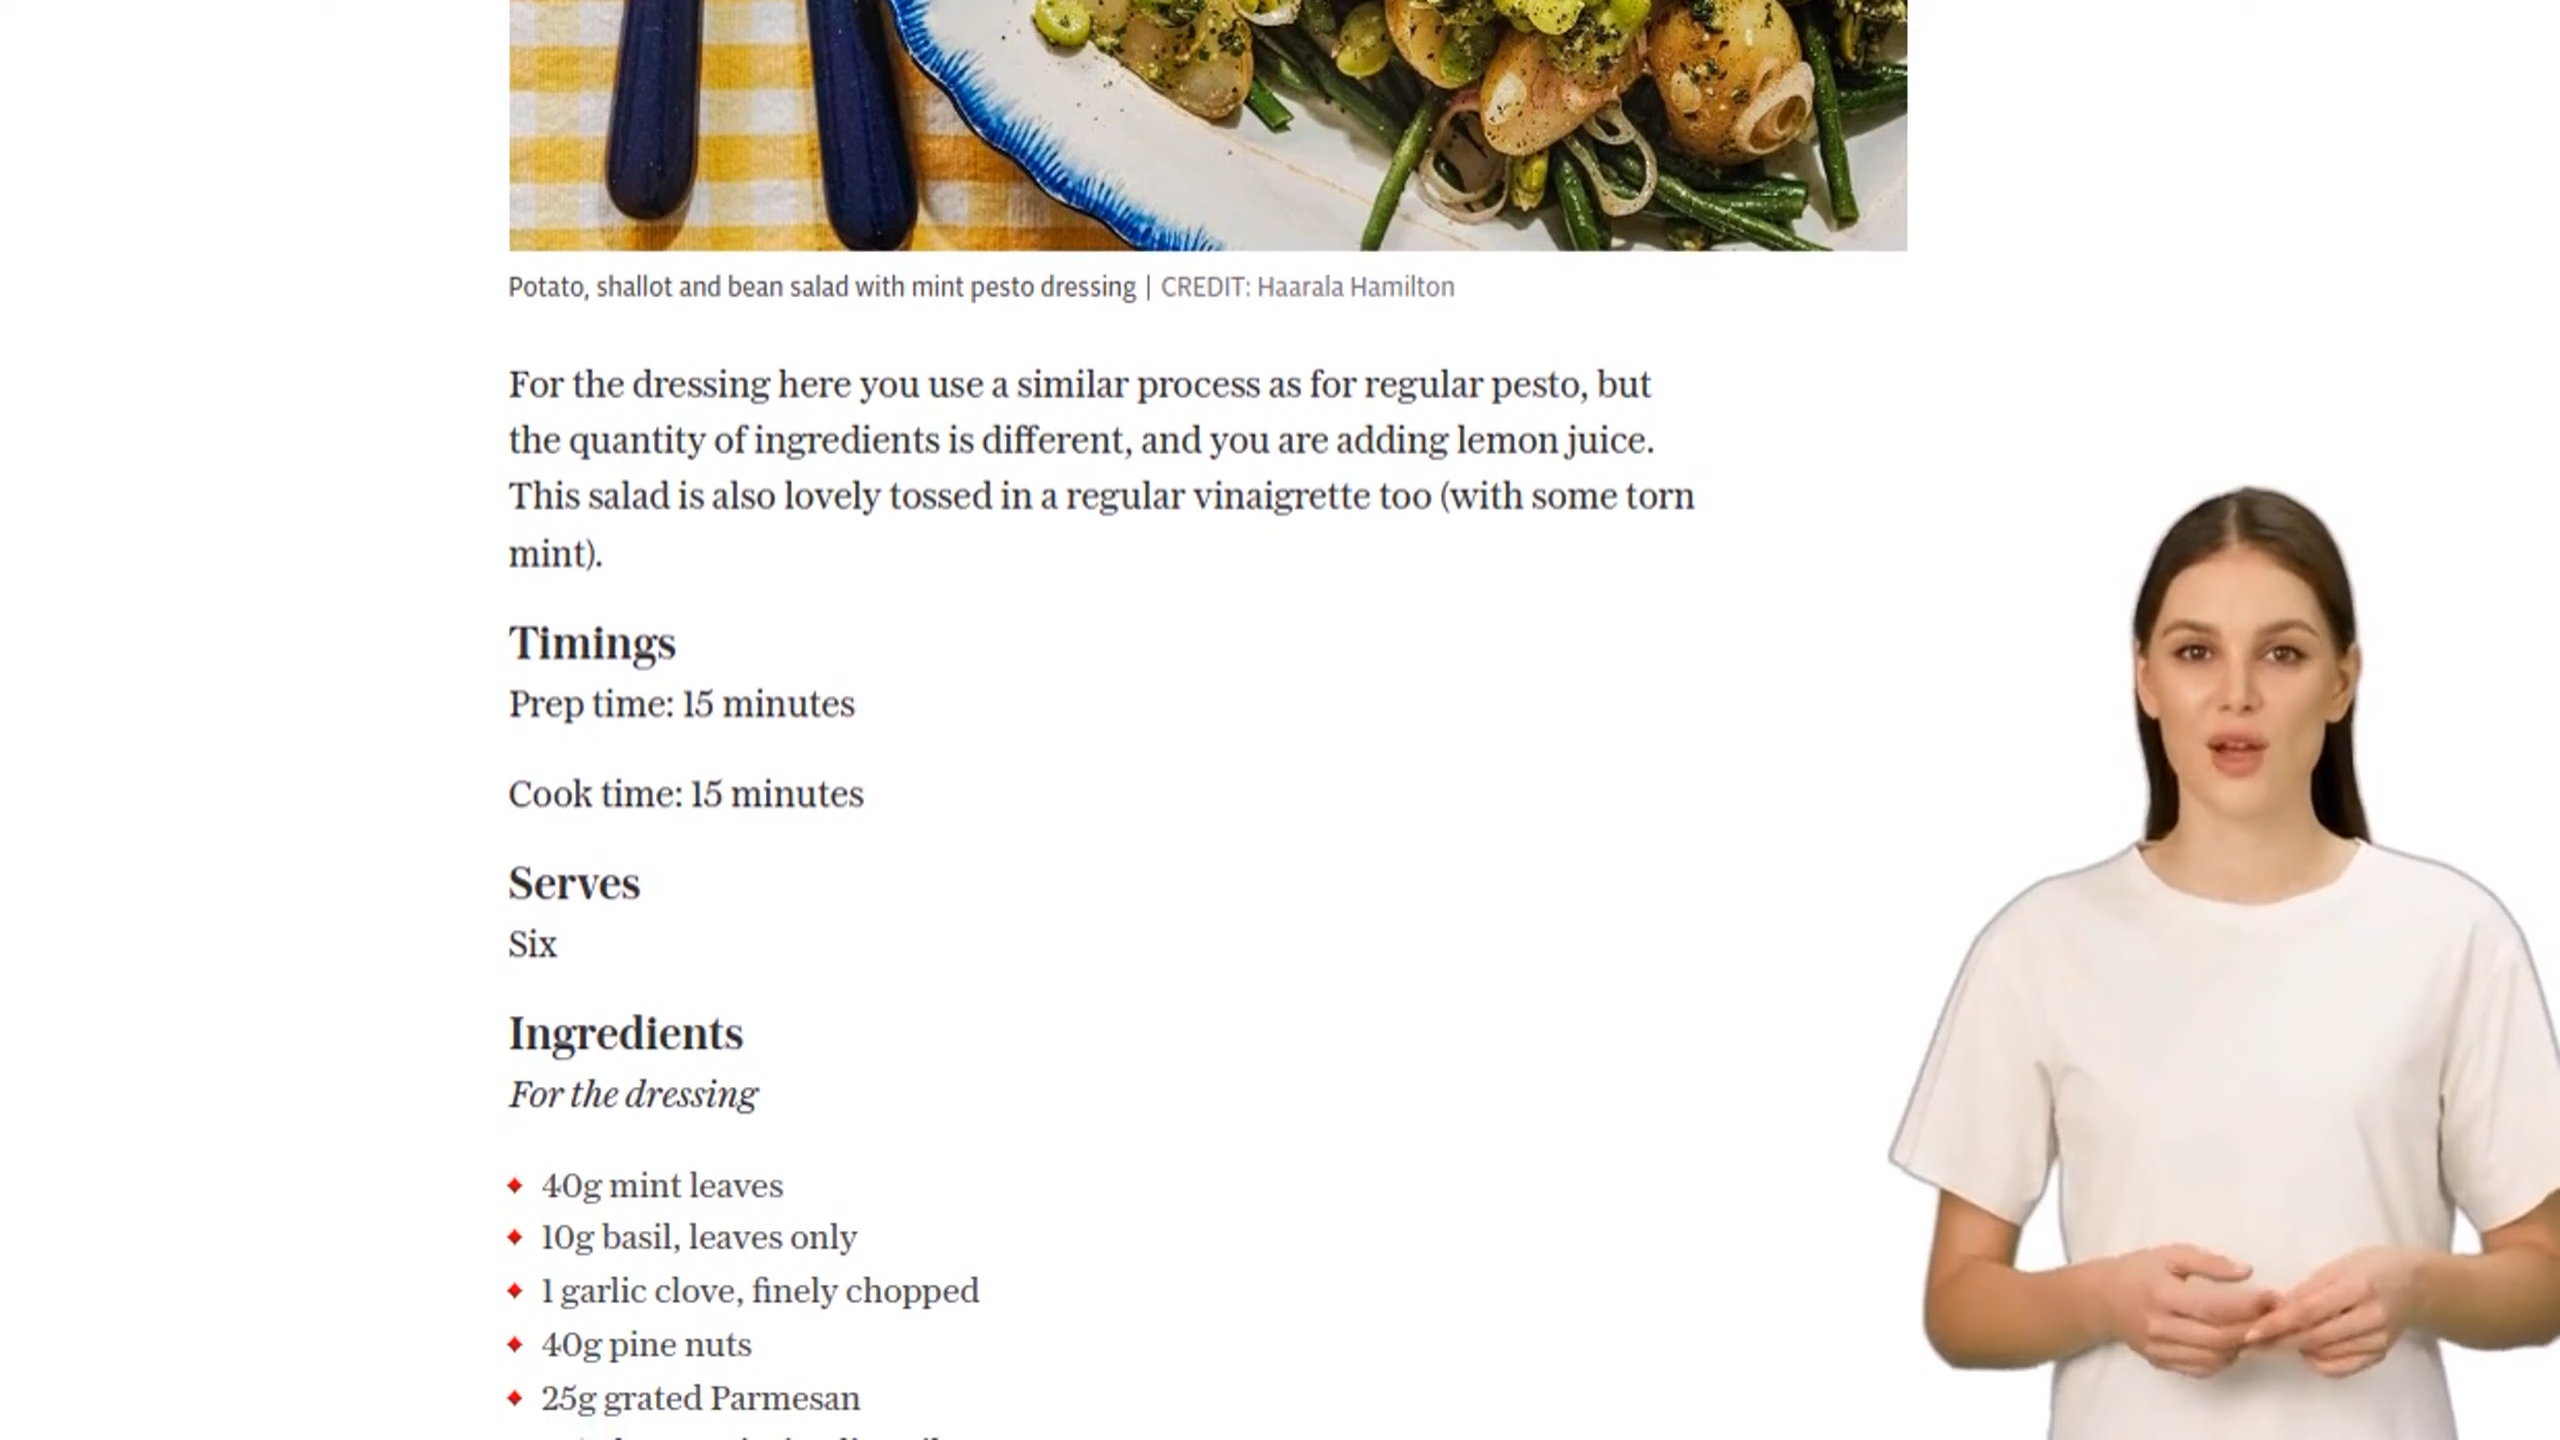 Potato, shallot and bean salad with mint pesto dressing | CREDIT: Haarala Hamilton
For the dressing here you use a similar process as for regular pesto, but
the quantity of ingredients is different, and you are adding lemon juice.
This salad is also lovely tossed in a regular vinaigrette too (with some torn
mint).
Timings
Prep time: 15 minutes
Cook time: 15 minutes
Serves
Six
Ingredients
For the dressing
40g mint leaves
10g basil, leaves only
1 garlic clove, finely chopped
40g pine nuts
25g grated Parmesan